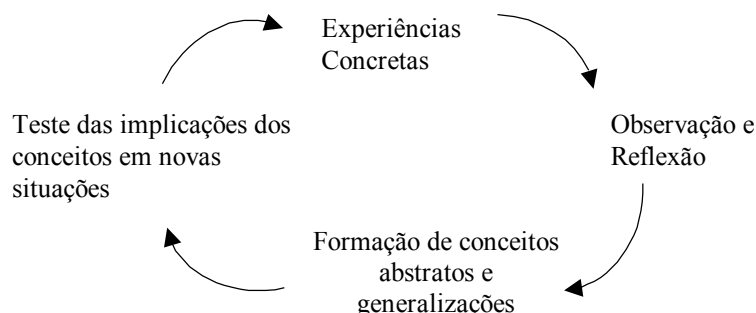 Experiências
Concretas
Observação e
Reflexão
Formação de conceitos
abstratos e
generalizações
Teste das implicações dos
conceitos em novas
situações